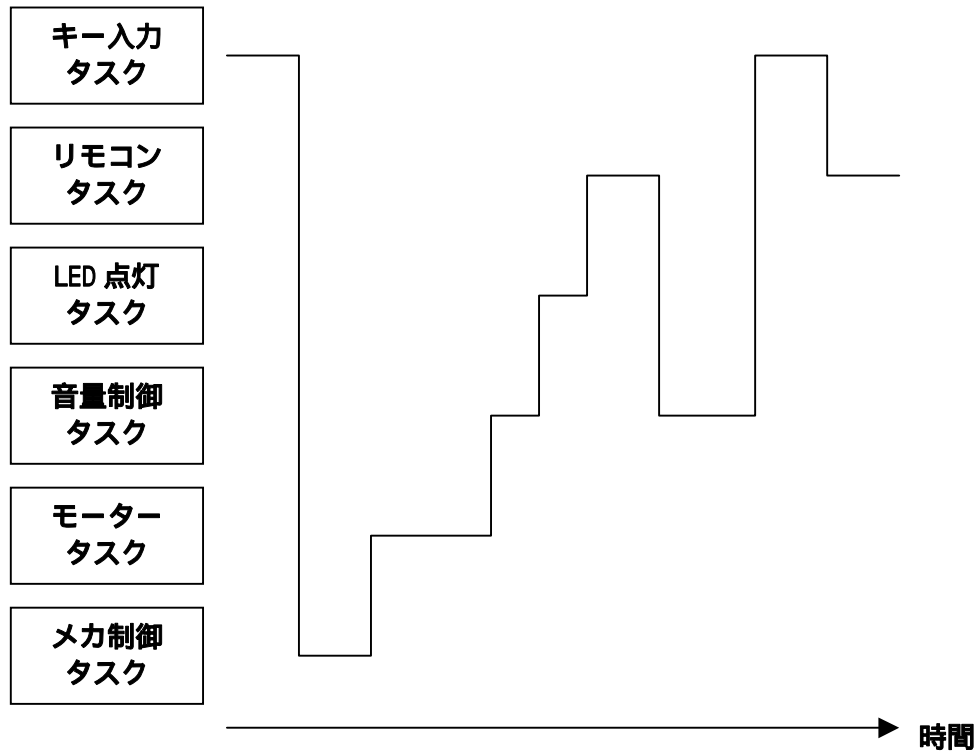 キー入力
タスク
リモコン
タスク
LED 点灯
タスク
音量制御
タスク
モーター
タスク
メカ制御
タスク
時間